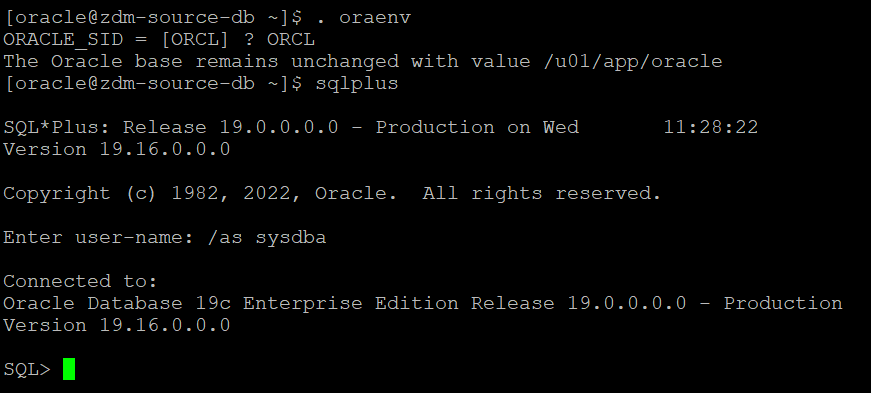 [oracle@zdm-source-db ~]$ . oraenv
ORACLE_SID = [ORCL] ? ORCL
The Oracle base remains unchanged with value /u01/app/oracle
[oracle@zdm-source-db ~]$ sqlplus
SQL*Plus: Release 19.0.0.0.0 - Production on Wed       11:28:22
Version 19.16.0.0.0
Copyright (c) 1982, 2022, Oracle.  All rights reserved.
Enter user-name: /as sysdba
Connected to:
Oracle Database 19c Enterprise Edition Release 19.0.0.0.0 - Production
Version 19.16.0.0.0
SQL>